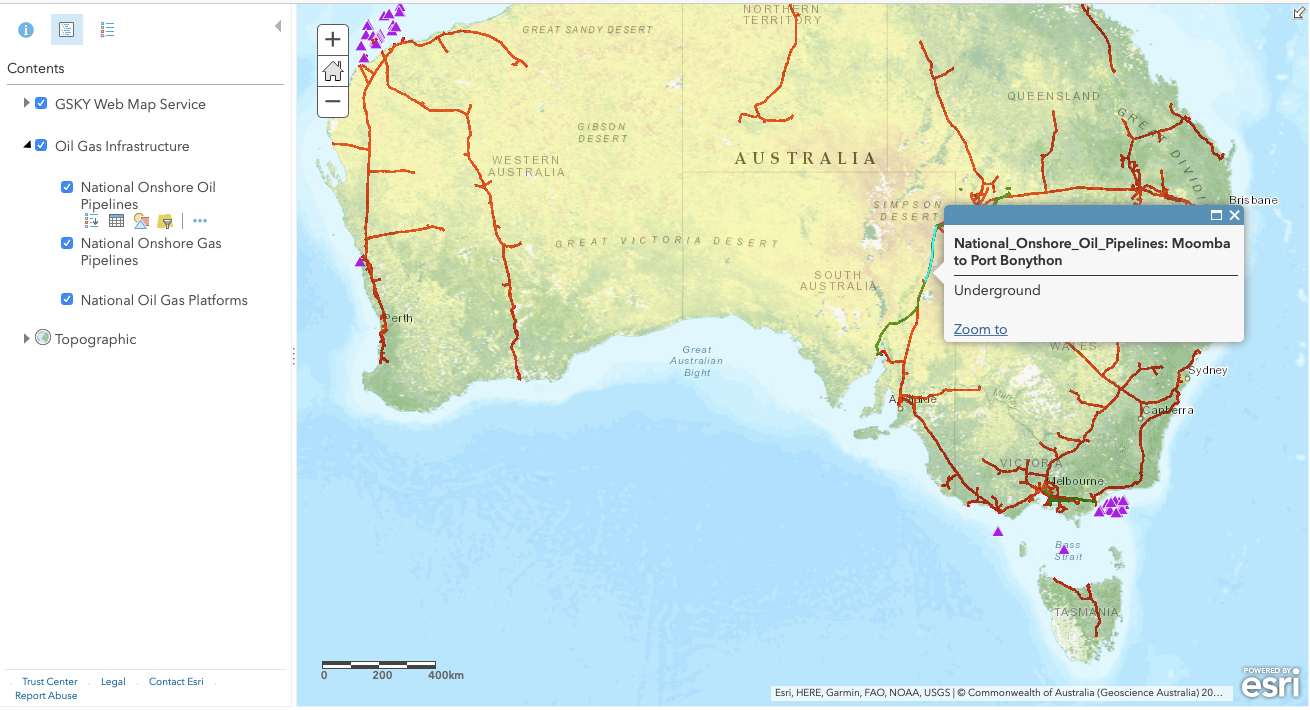 Contents
GSKY Web Map Service
Oil Gas Infrastructure
National Onshore Oil
Pipelines
National Onshore Gas
Pipelines
National Oil Gas Platforms
Topographic
Trust Center
Legal
Contact Esri
Report Abuse
NORTHERN
TERRITORY
GREAT SANDY DESERT
QUEENSLAND
GREAT DIVIDI
GIBSON
DESERT
WESTERN
AUSTRALIA
AUSTRALIA
SIMPSON
DESERT
Brisbane
GREAT VICTORIA DESERT
SOUTH
AUSTRALIA
National_Onshore_Oil_Pipelines: Moomba
to Port Bonython
Underground
Zoom to
Perth
Great
Australian
Bight
WALES
Sydney
Adelaide
Murray
Canberra
VICTORIA
Melbourne
Bass
Strait
TASMANIA
0 200 400km
Esri, HERE, Garmin, FAO, NOAA, USGS | © Commonwealth of Australia (Geoscience Australia) 20...
POWERED BY
esri